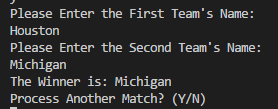 Please Enter the First Team's Name:
Houston
Please Enter the Second Team's Name:
Michigan
The Winner is: Michigan
Process Another Match? (Y/N)